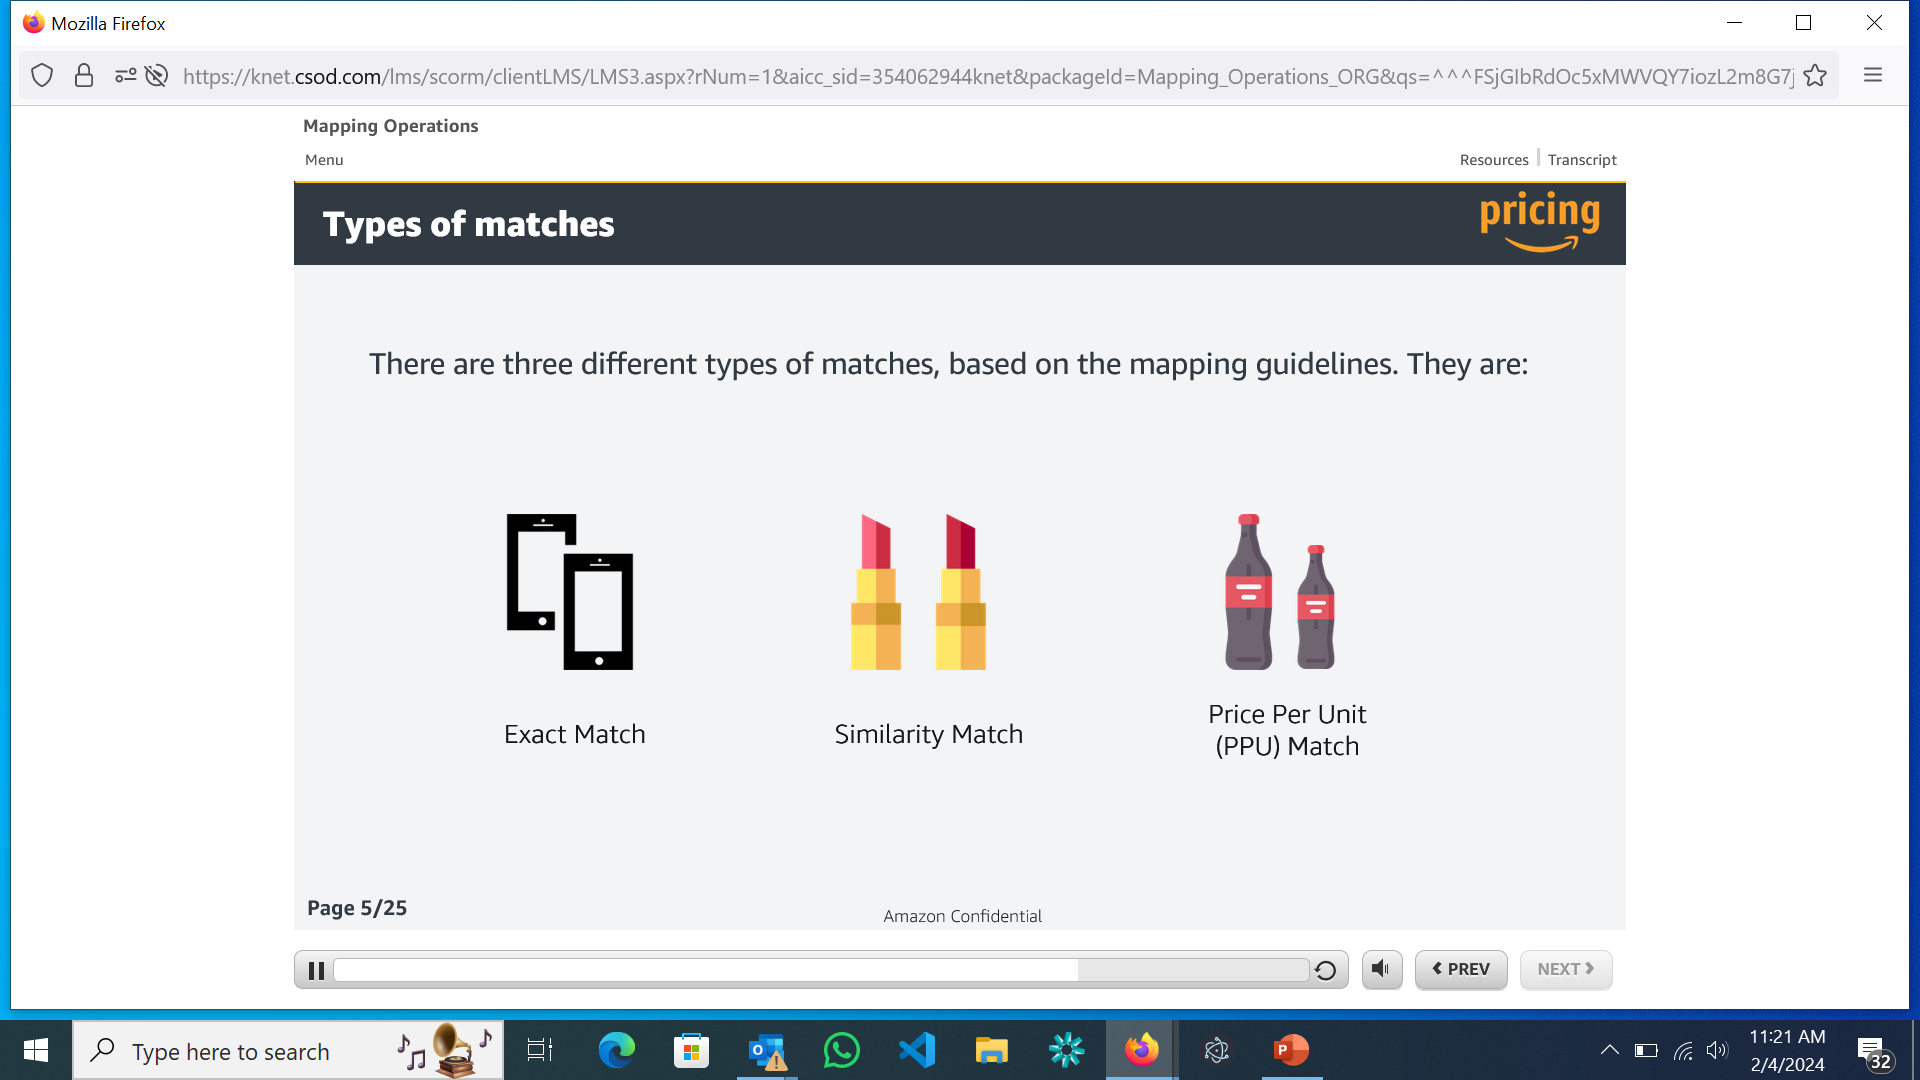 Mozilla Firefox
https://knet.csod.com/lms/scorm/clientLMS/LMS3.aspx?rNum=1&aicc_sid=354062944knet&packageId=Mapping_Operations_ORG&qs=^^^
Mapping Operations
Menu
Resources
Transcript
Types of matches
pricing
There are three different types of matches, based on the mapping guidelines. They are:
Exact Match
Similarity Match
Price Per Unit
(PPU) Match
Page 5/25
Amazon Confidential
PREV
NEXT
Type here to search
11:21 AM
2/4/2024
32